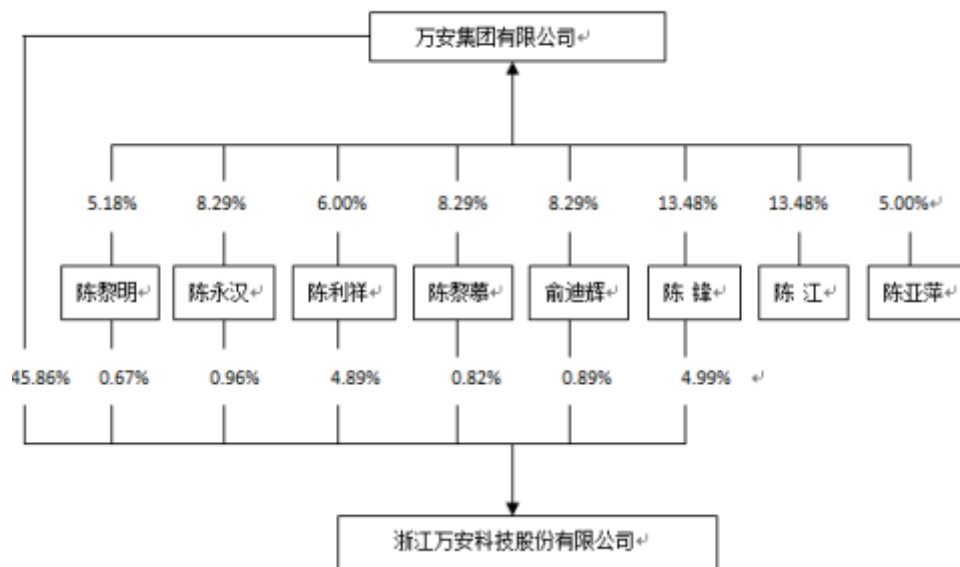 万安集团有限公司
5.18% 8.29% 6.00% 8.29% 8.29% 13.48% 13.48% 5.00%
陈黎明 陈永汉 陈利祥 陈黎慕 俞迪辉 陈 锋 陈 江 陈亚萍
45.86% 0.67% 0.96% 4.89% 0.82% 0.89% 4.99%
浙江万安科技股份有限公司